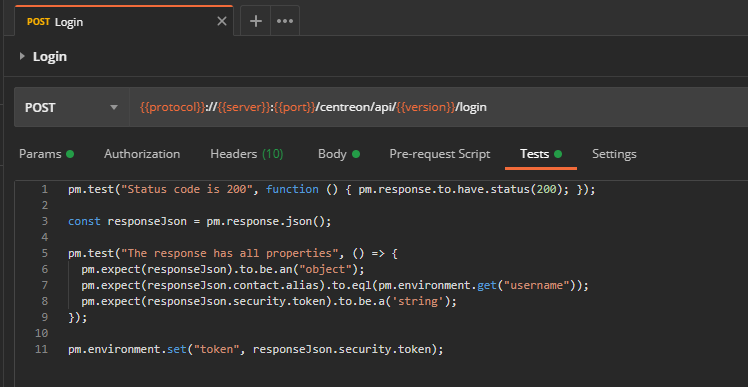 POST Login
Login
POST {{protocol}}://{{server}}:{{port}}/centreon/api/{{version}}/login
Params Authorization Headers (10) Body Pre-request Script Tests Settings
1 pm.test("Status code is 200", function () { pm.response.to.have.status(200); });
2
3 const responseJson = pm.response.json();
4
5 pm.test("The response has all properties", () => {
6 pm.expect(responseJson).to.be.an("object");
7 pm.expect(responseJson.contact.alias).to.eql(pm.environment.get("username"));
8 pm.expect(responseJson.security.token).to.be.a('string');
9 });
10
11 pm.environment.set("token", responseJson.security.token);